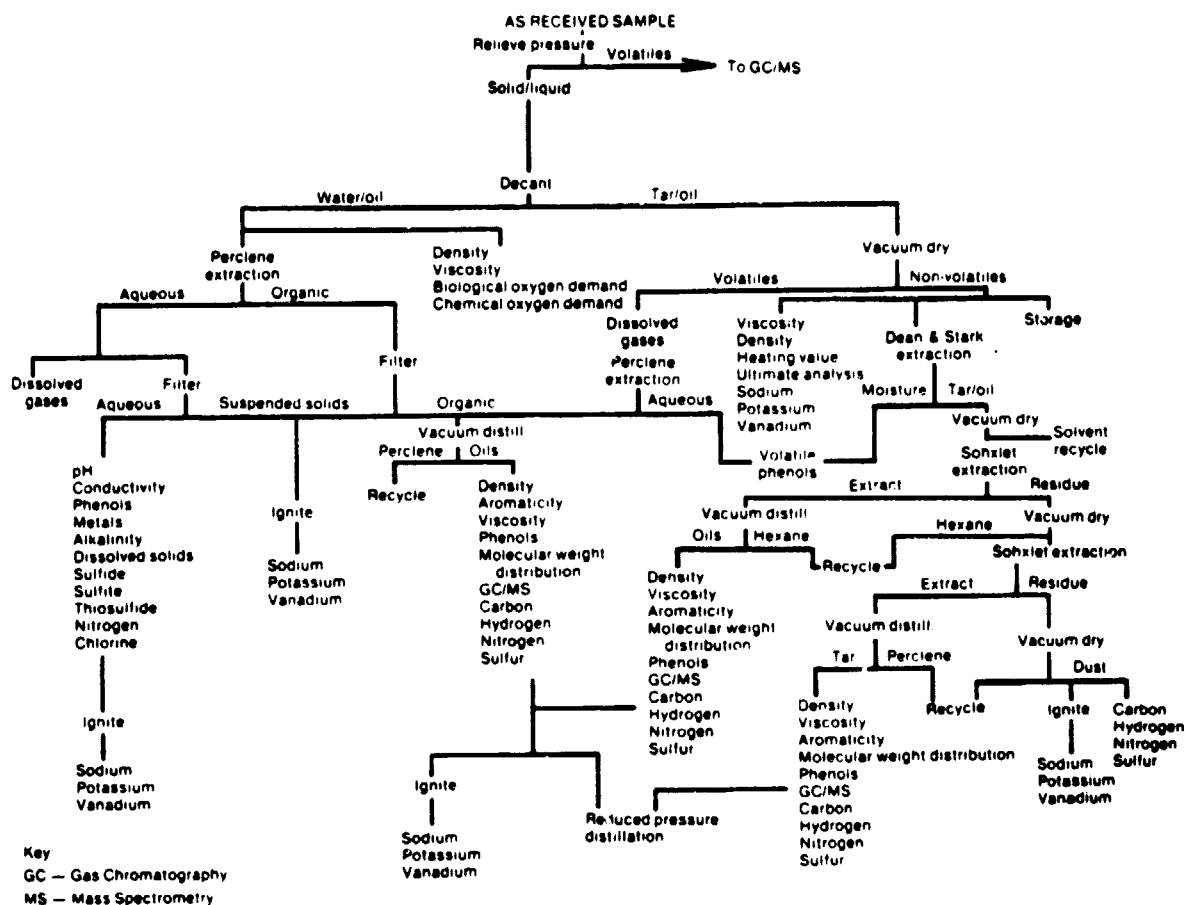 AS RECEIVED SAMPLE
Relieve pressure
Volatiles
To GC/MS
Solid/liquid
Decant
Water/oil
Tar/oil
Perclene
extraction
Density
Viscosity
Biological oxygen demand
Chemical oxygen demand
Vacuum dry
Aqueous
Organic
Volatiles
Non-volatiles
Dissolved
gases
Filter
Filter
Dissolved
gases
Perclene
extraction
Viscosity
Density
Heating value
Ultimate analysis
Sodium
Potassium
Vanadium
Dean & Stark
extraction
Storage
Aqueous
Suspended solids
Organic
Aqueous
Moisture
Tar/oil
Vacuum distill
Perclene
Oils
Recycle
Volatile
phenols
Vacuum dry
Solvent
recycle
Sohxlet
extraction
pH
Conductivity
Phenols
Metals
Alkalinity
Dissolved solids
Sulfide
Sulfite
Thiosulfide
Nitrogen
Chlorine
Ignite
Sodium
Potassium
Vanadium
Density
Aromaticity
Viscosity
Phenols
Molecular weight
distribution
GC/MS
Carbon
Hydrogen
Nitrogen
Sulfur
Extract
Residue
Vacuum distill
Oils
Hexane
Recycle
Hexane
Vacuum dry
Sohxlet extraction
Density
Viscosity
Aromaticity
Molecular weight
distribution
Phenols
GC/MS
Carbon
Hydrogen
Nitrogen
Sulfur
Extract
Residue
Vacuum distill
Tar
Perclene
Vacuum dry
Dust
Recycle
Ignite
Carbon
Hydrogen
Nitrogen
Sulfur
Sodium
Potassium
Vanadium
Density
Viscosity
Aromaticity
Molecular weight distribution
Phenols
GC/MS
Carbon
Hydrogen
Nitrogen
Sulfur
Ignite
Sodium
Potassium
Vanadium
Ignite
Sodium
Potassium
Vanadium
Reduced pressure
distillation
Key
GC — Gas Chromatography
MS — Mass Spectrometry